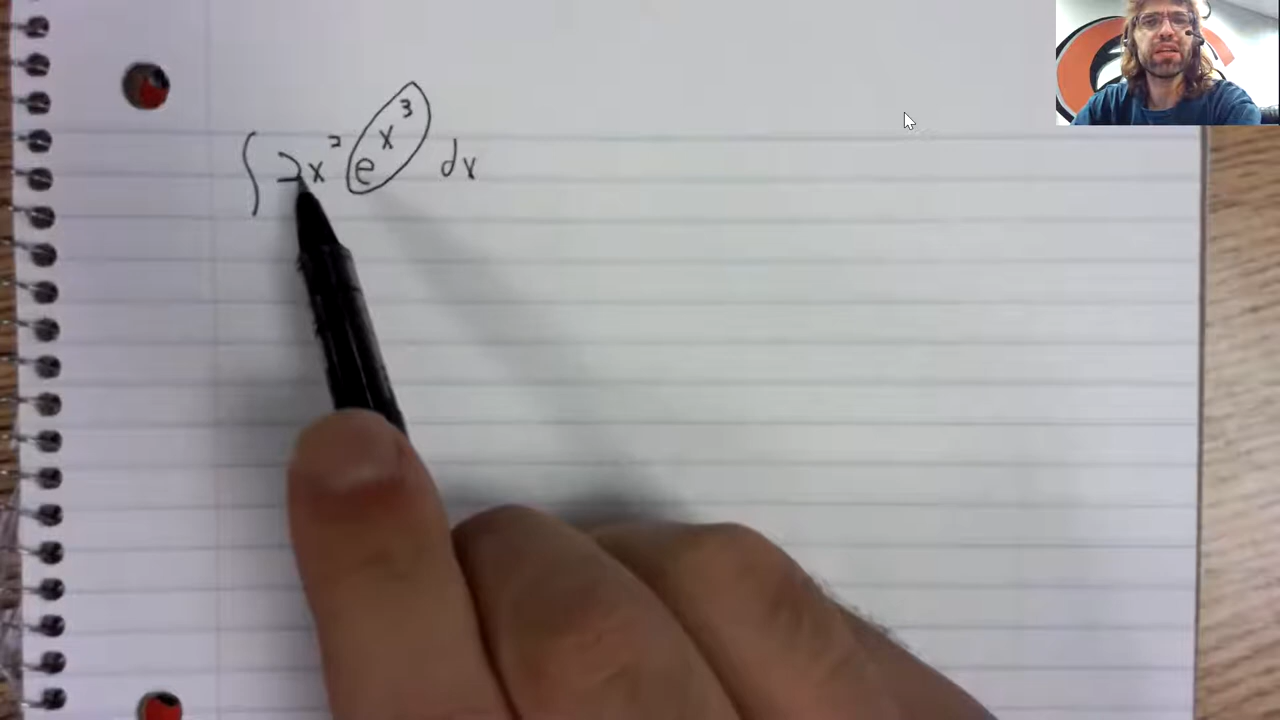 ∫ 2x² e^x³ dx